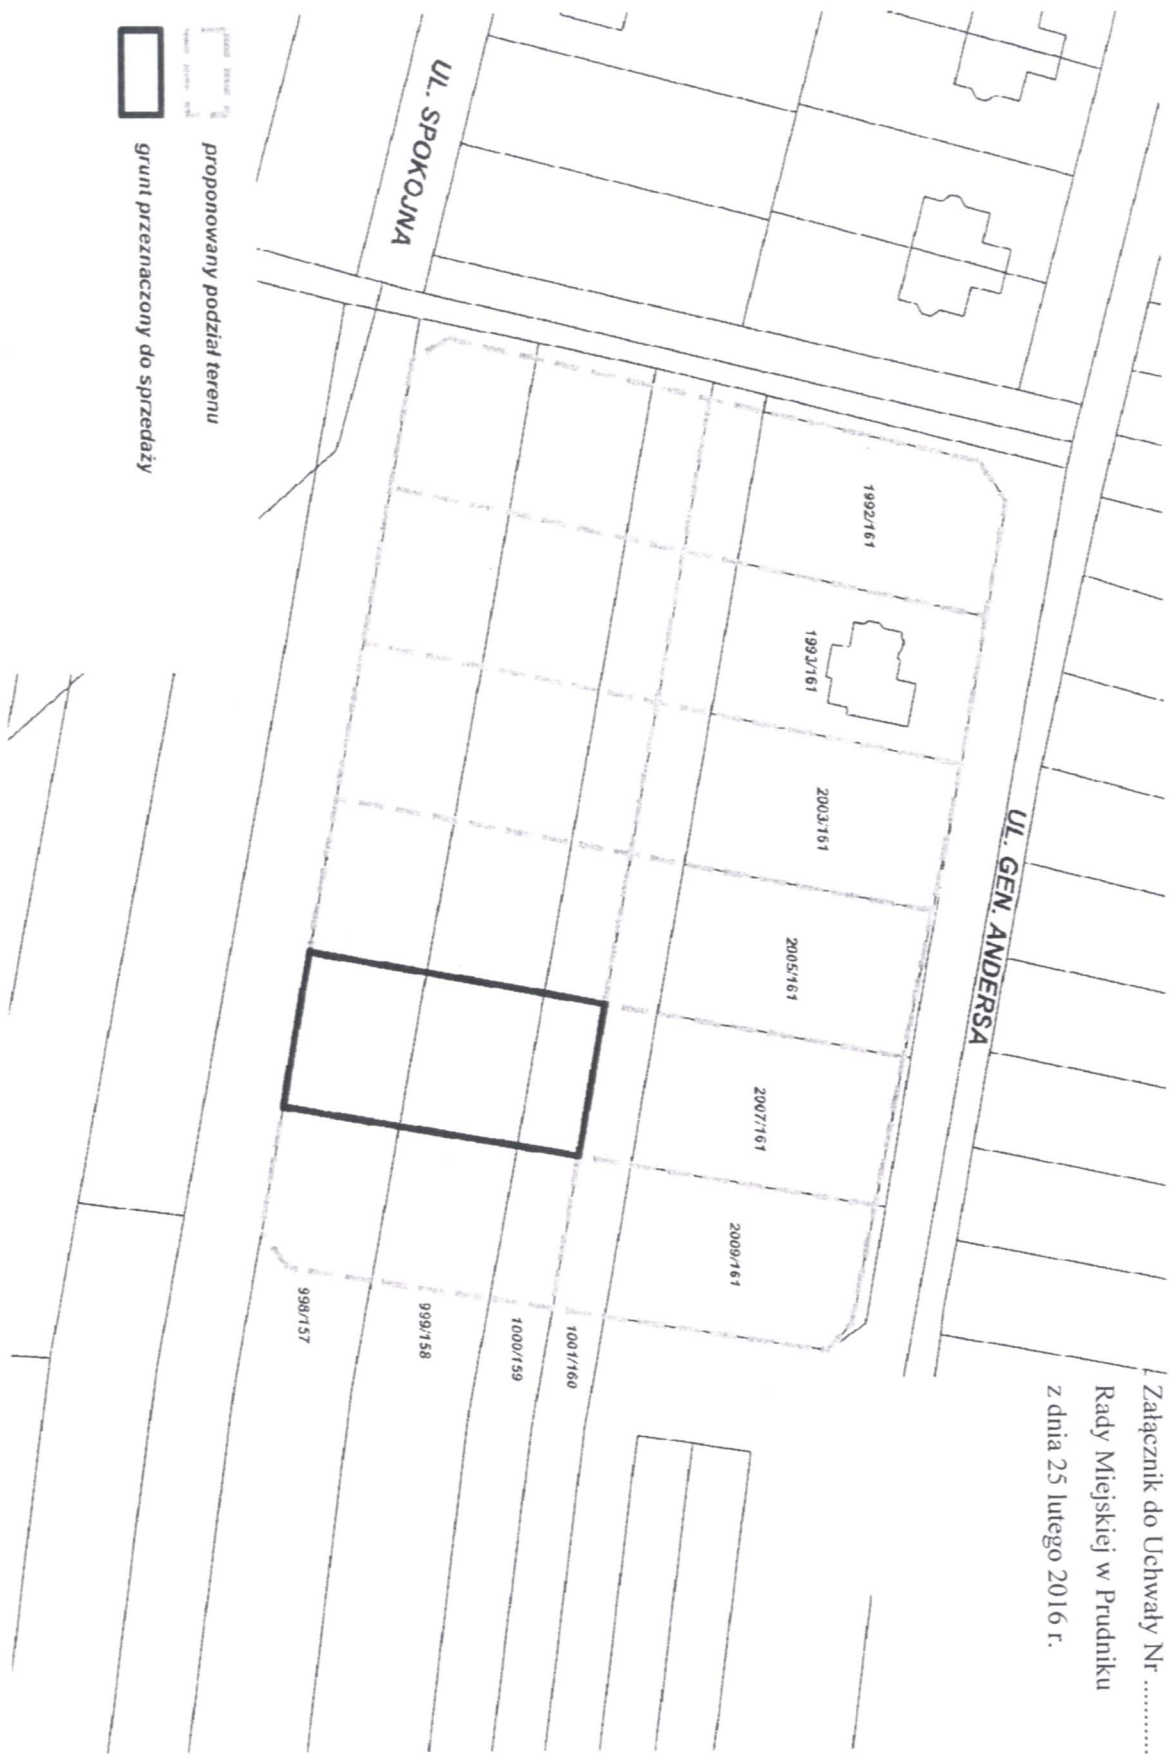 Załącznik do Uchwały Nr ...........
Rady Miejskiej w Prudniku
z dnia 25 lutego 2016 r.
UL. GEN. ANDERSA
UL. SPOKOJNA
1992/161
1993/161
2003/161
2005/161
2007/161
2009/161
1001/160
1000/159
999/158
998/157
proponowany podział terenu
grunt przeznaczony do sprzedaży